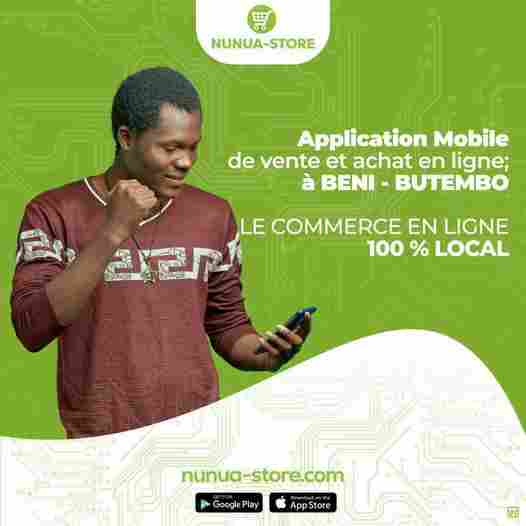 NUNUA-STORE
Application Mobile
de vente et achat en ligne;
à BENI - BUTEMBO
LE COMMERCE EN LIGNE
100 % LOCAL
nunua-store.com
GET IT ON
Google Play
Download on the
App Store